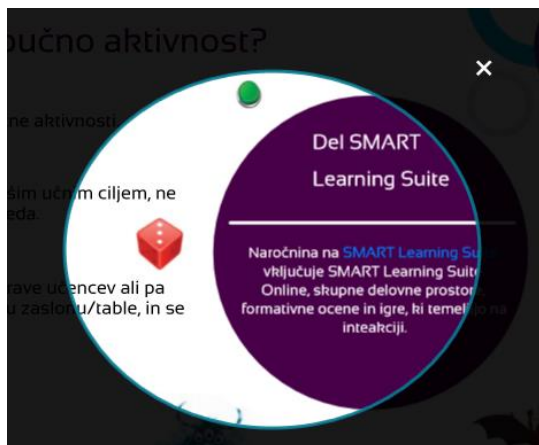 bučno aktivnost?
ne aktivnosti.
šim učnim ciljem, ne
eda.
rave učencev ali pa
u zaslonu/table, in se
Del SMART
Learning Suite
Naročnina na SMART Learning Su
vključuje SMART Learning Suite
Online, skupne delovne prostore,
formativne ocene in igre, ki temeljijo na
inteakciji.